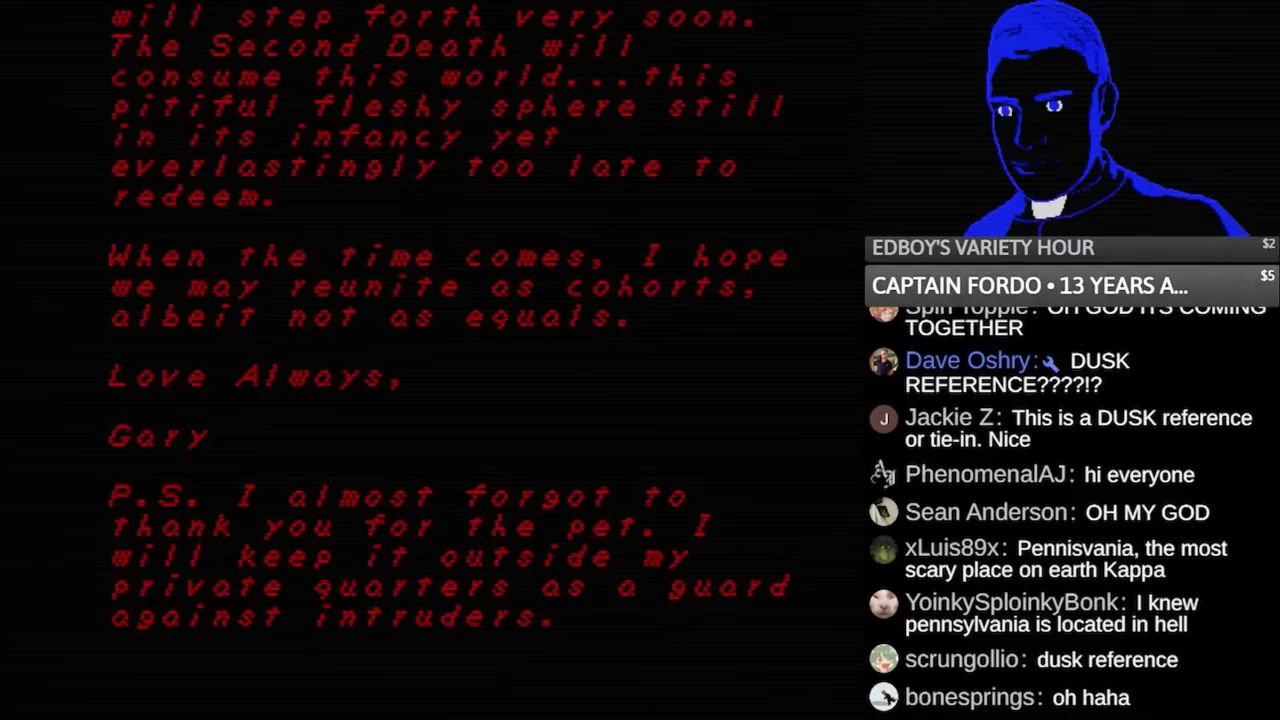 will step forth very soon.
The Second Death will
consume this world...this
pitiful fleshy sphere still
in its infancy yet
everlastingly too late to
redeem.
When the time comes, I hope
we may reunite as cohorts,
albeit not as equals.
Love Always,
Gary
P.S. I almost forgot to
thank you for the pet. I
will keep it outside my
private quarters as a guard
against intruders.
EDBOY'S VARIETY HOUR $2
CAPTAIN FORDO • 13 YEARS A... $5
Spin Toppie: OH GOD ITS COMING
TOGETHER
Dave Oshry: DUSK
REFERENCE????!?
J Jackie Z: This is a DUSK reference
or tie-in. Nice
PhenomenalAJ: hi everyone
Sean Anderson: OH MY GOD
xLuis89x: Pennisvania, the most
scary place on earth Kappa
YoinkySploinkyBonk: I knew
pennsylvania is located in hell
scrungollio: dusk reference
bonesprings: oh haha